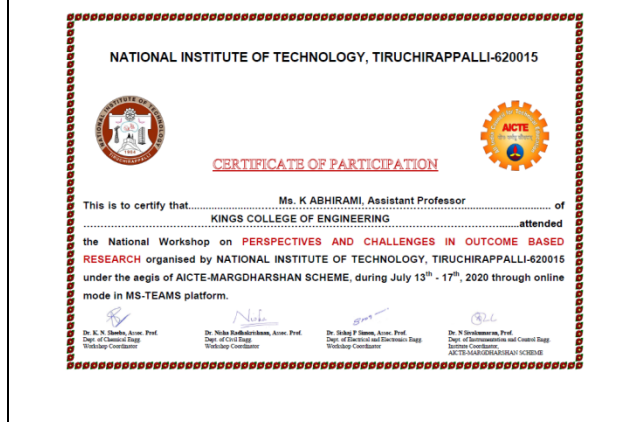 NATIONAL INSTITUTE OF TECHNOLOGY, TIRUCHIRAPPALLI-620015
NATIONAL INSTITUTE OF TECHNOLOGY
TIRUCHIRAPPALLI
AICTE
CERTIFICATE OF PARTICIPATION
This is to certify that Ms. K ABHIRAMI, Assistant Professor of
KINGS COLLEGE OF ENGINEERING attended
the National Workshop on PERSPECTIVES AND CHALLENGES IN OUTCOME BASED
RESEARCH organised by NATIONAL INSTITUTE OF TECHNOLOGY, TIRUCHIRAPPALLI-620015
under the aegis of AICTE-MARGDHARSHAN SCHEME, during July 13th - 17th, 2020 through online
mode in MS-TEAMS platform.
Dr. K. N. Sheeba, Assoc. Prof.
Dept. of Chemical Engg.
Workshop Coordinator
Dr. Nisha Radhakrishnan, Assoc. Prof.
Dept. of Civil Engg.
Workshop Coordinator
Dr. Sishaj P Simon, Assoc. Prof.
Dept. of Electrical and Electronics Engg.
Workshop Coordinator
Dr. N Sivakumaran, Prof.
Dept. of Instrumentation and Control Engg.
Institute Coordinator,
AICTE-MARGDHARSHAN SCHEME